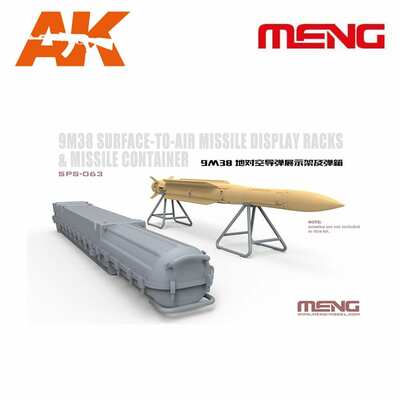 AK
MENG
9M38 SURFACE-TO-AIR MISSILE DISPLAY RACKS
& MISSILE CONTAINER
9M38 地对空导弹展示架及弹箱
SPS-063
NOTE:
MENG